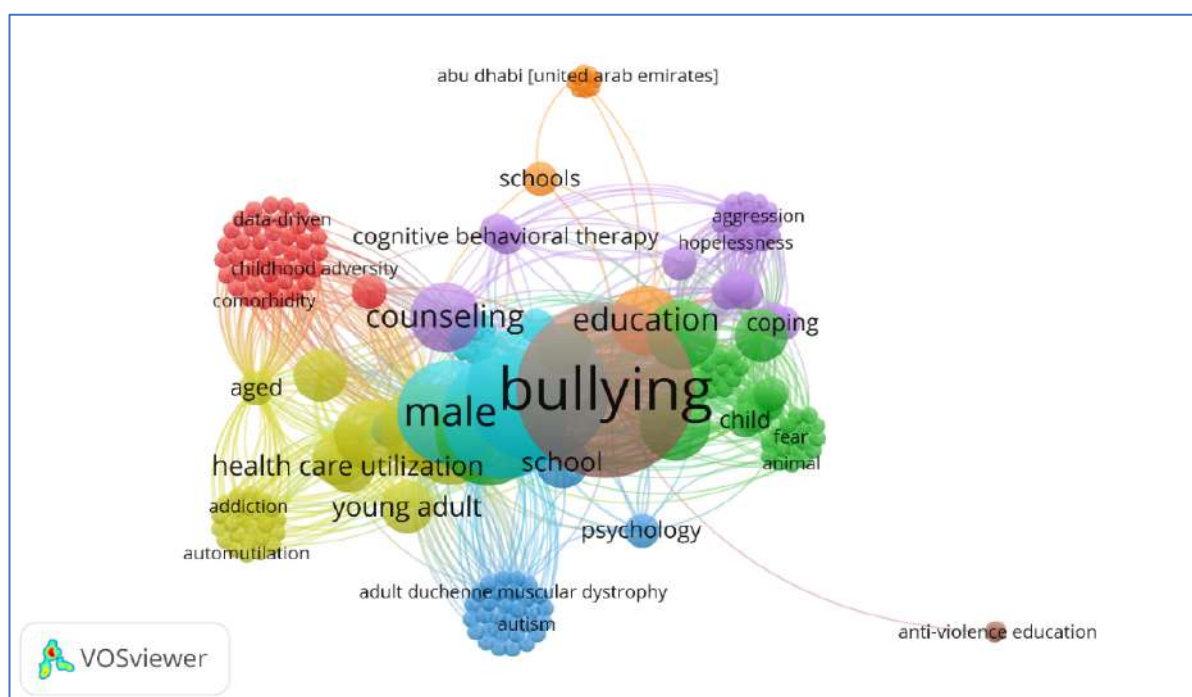 abu dhabi [united arab emirates]
schools
data-driven
aggression
cognitive behavioral therapy
hopelessness
childhood adversity
comorbidity
counseling
education
coping
aged
bullying
male
child
fear
health care utilization
school
animal
addiction
young adult
psychology
automutilation
adult duchenne muscular dystrophy
autism
anti-violence education
VOSviewer